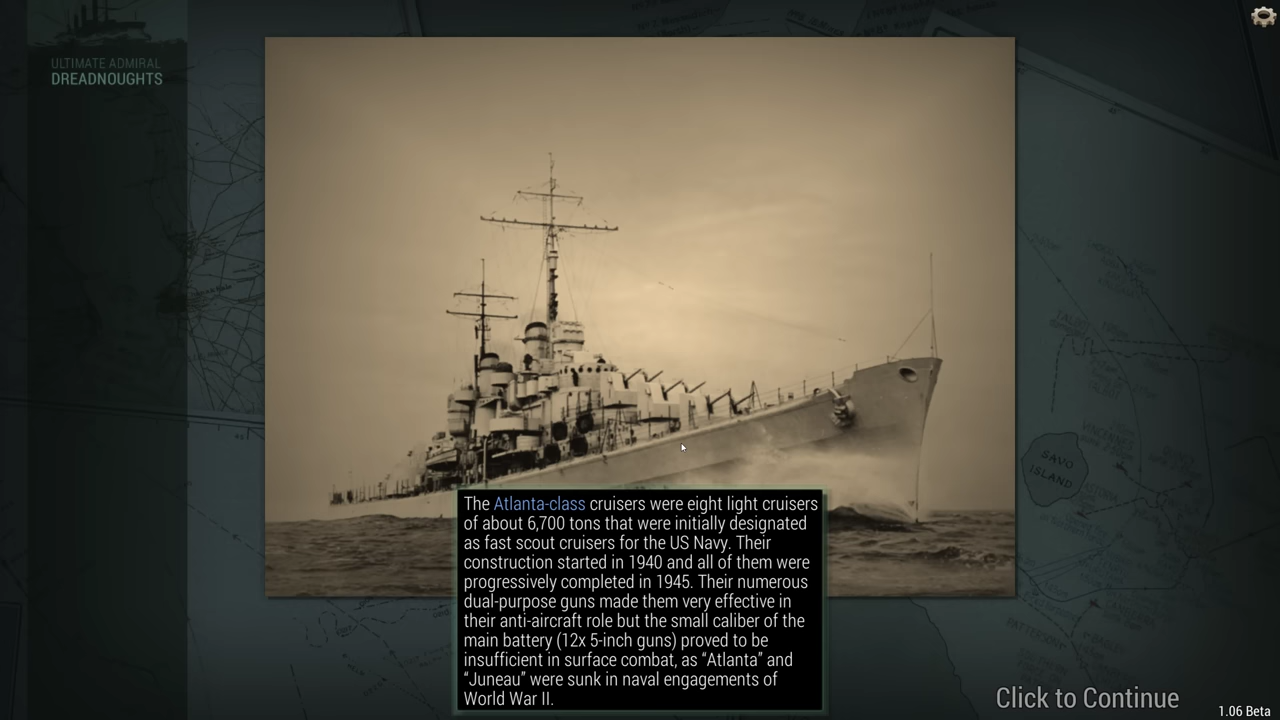 ULTIMATE ADMIRAL
DREADNOUGHTS
SAVO
ISLAND
The Atlanta-class cruisers were eight light cruisers
of about 6,700 tons that were initially designated
as fast scout cruisers for the US Navy. Their
construction started in 1940 and all of them were
progressively completed in 1945. Their numerous
dual-purpose guns made them very effective in
their anti-aircraft role but the small caliber of the
main battery (12x 5-inch guns) proved to be
insufficient in surface combat, as “Atlanta” and
“Juneau” were sunk in naval engagements of
World War II.
Click to Continue
1.06 Beta